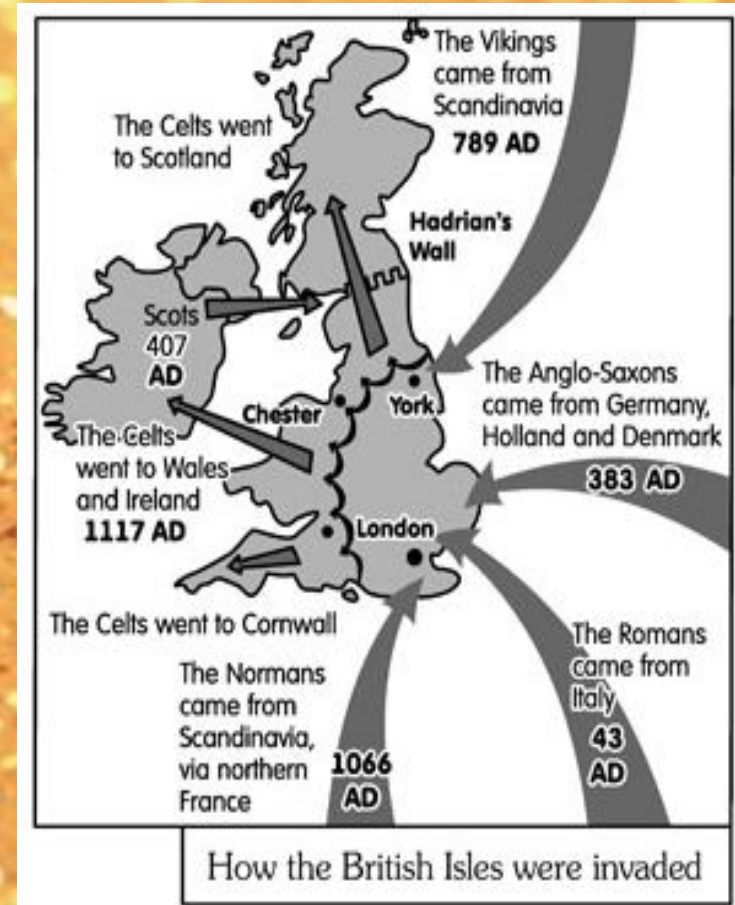 The Vikings
came from
Scandinavia
789 AD
The Celts went
to Scotland
Hadrian's
Wall
Scots
407
AD
Chester
York
The Anglo-Saxons
came from Germany,
Holland and Denmark
383 AD
The Celts
went to Wales
and Ireland
1117 AD
London
The Celts went to Cornwall
The Romans
came from
Italy
43
AD
The Normans
came from
Scandinavia,
via northern
France
1066
AD
How the British Isles were invaded